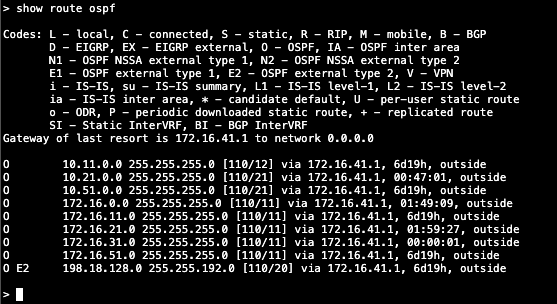 > show route ospf
Codes: L - local, C - connected, S - static, R - RIP, M - mobile, B - BGP
D - EIGRP, EX - EIGRP external, O - OSPF, IA - OSPF inter area
N1 - OSPF NSSA external type 1, N2 - OSPF NSSA external type 2
E1 - OSPF external type 1, E2 - OSPF external type 2, V - VPN
i - IS-IS, su - IS-IS summary, L1 - IS-IS level-1, L2 - IS-IS level-2
ia - IS-IS inter area, * - candidate default, U - per-user static route
o - ODR, P - periodic downloaded static route, + - replicated route
SI - Static InterVRF, BI - BGP InterVRF
Gateway of last resort is 172.16.41.1 to network 0.0.0.0
O 10.11.0.0 255.255.255.0 [110/12] via 172.16.41.1, 6d19h, outside
O 10.21.0.0 255.255.255.0 [110/21] via 172.16.41.1, 00:47:01, outside
O 10.51.0.0 255.255.255.0 [110/21] via 172.16.41.1, 6d19h, outside
O 172.16.0.0 255.255.255.0 [110/11] via 172.16.41.1, 01:49:09, outside
O 172.16.11.0 255.255.255.0 [110/11] via 172.16.41.1, 6d19h, outside
O 172.16.21.0 255.255.255.0 [110/11] via 172.16.41.1, 01:59:27, outside
O 172.16.31.0 255.255.255.0 [110/11] via 172.16.41.1, 00:00:01, outside
O 172.16.51.0 255.255.255.0 [110/11] via 172.16.41.1, 6d19h, outside
O E2 198.18.128.0 255.255.192.0 [110/20] via 172.16.41.1, 6d19h, outside
>